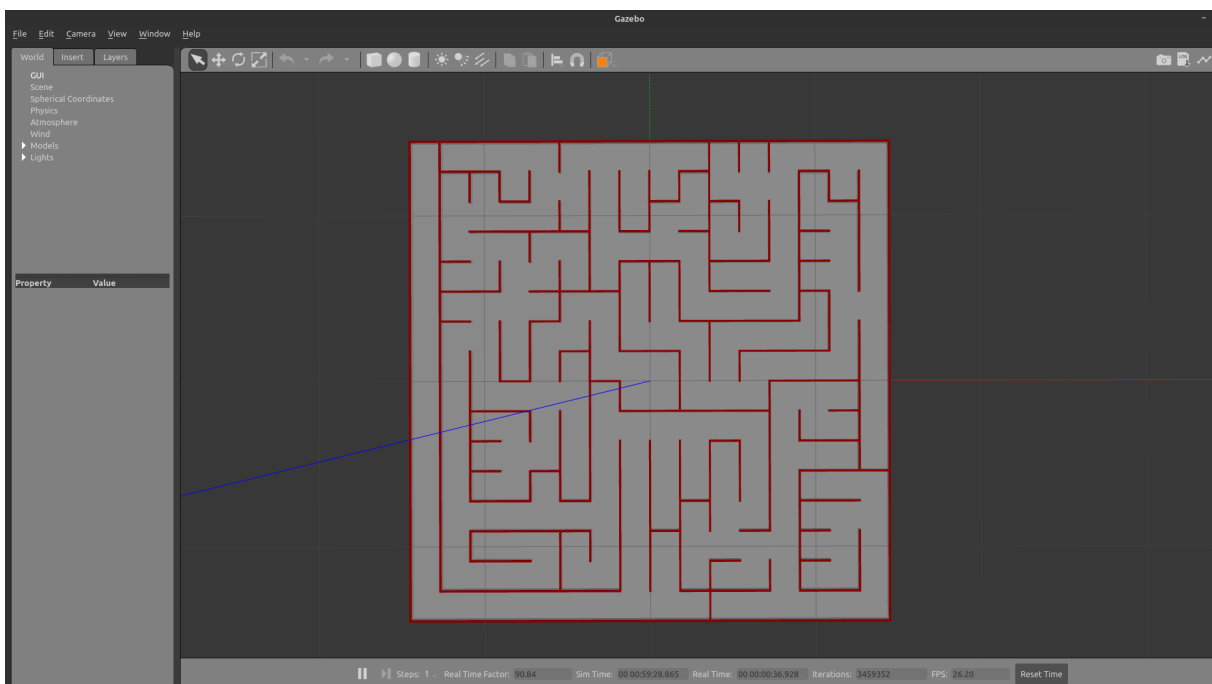 Gazebo
File Edit Camera View Window Help
World Insert Layers
GUI
Scene
Spherical Coordinates
Physics
Atmosphere
Wind
Models
Lights
Property Value
Steps: 1 Real Time Factor: 90.84 Sim Time: 00 00:59:28.865 Real Time: 00 00:00:36.928 Iterations: 3459352 FPS: 26.20 Reset Time